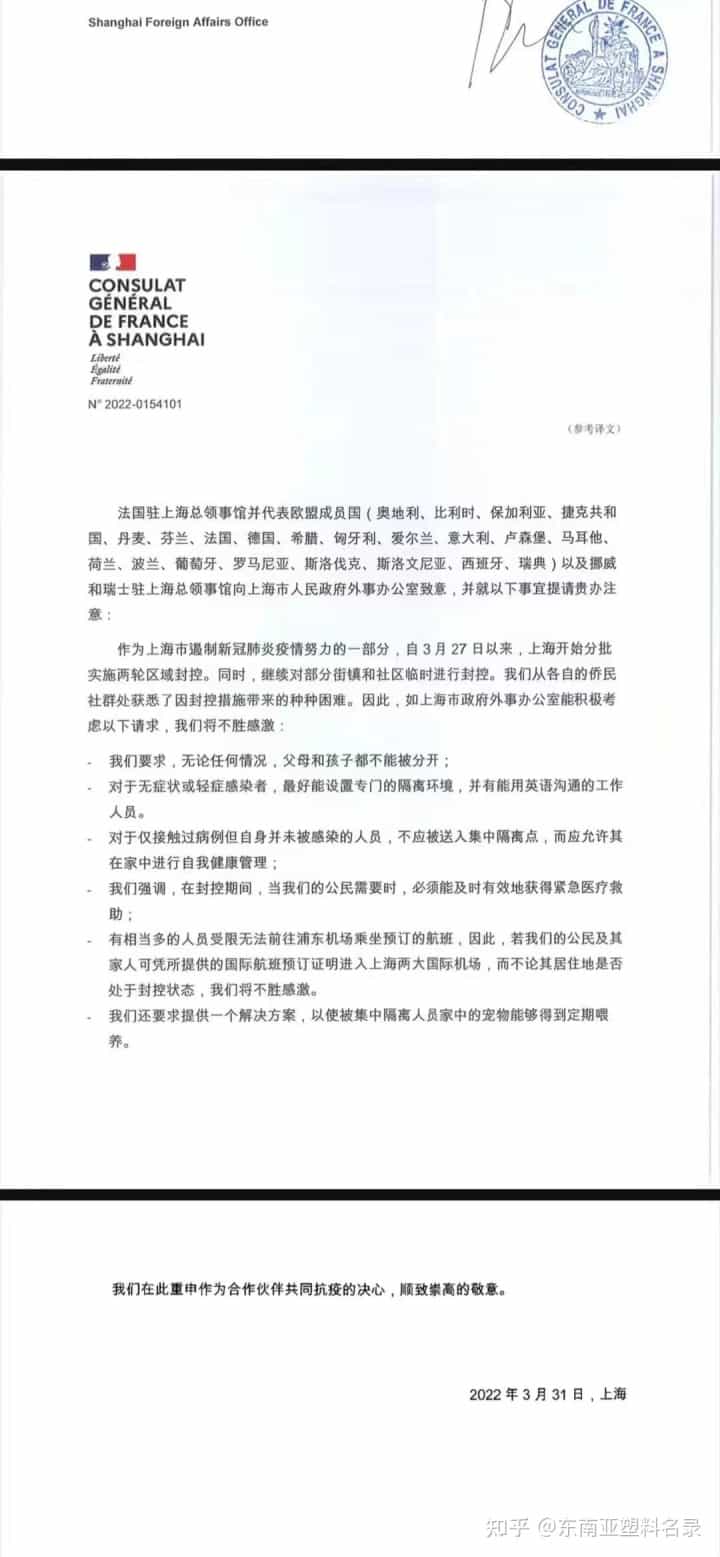 Shanghai Foreign Affairs Office
CONSULAT GÉNÉRAL DE FRANCE A SHANGHAI
CONSULAT
GÉNÉRAL
DE FRANCE
À SHANGHAI
Liberté
Égalité
Fraternité
N° 2022-0154101
（参考译文）
法国驻上海总领事馆并代表欧盟成员国（奥地利、比利时、保加利亚、捷克共和
国、丹麦、芬兰、法国、德国、希腊、匈牙利、爱尔兰、意大利、卢森堡、马耳他、
荷兰、波兰、葡萄牙、罗马尼亚、斯洛伐克、斯洛文尼亚、西班牙、瑞典）以及挪威
和瑞士驻上海总领事馆向上海市人民政府外事办公室致意，并就以下事宜提请贵办注
意：
作为上海市遏制新冠肺炎疫情努力的一部分，自 3 月 27 日以来，上海开始分批
实施两轮区域封控。同时，继续对部分街镇和社区临时进行封控。我们从各自的侨民
社群处获悉了因封控措施带来的种种困难。因此，如上海市政府外事办公室能积极考
虑以下请求，我们将不胜感激：
- 我们要求，无论任何情况，父母和孩子都不能被分开；
- 对于无症状或轻症感染者，最好能设置专门的隔离环境，并有能用英语沟通的工作
人员。
- 对于仅接触过病例但自身并未被感染的人员，不应被送入集中隔离点，而应允许其
在家中进行自我健康管理；
- 我们强调，在封控期间，当我们的公民需要时，必须能及时有效地获得紧急医疗救
助；
- 有相当多的人员受限无法前往浦东机场乘坐预订的航班，因此，若我们的公民及其
家人可凭所提供的国际航班预订证明进入上海两大国际机场，而不论其居住地是否
处于封控状态，我们将不胜感激。
- 我们还要求提供一个解决方案，以使被集中隔离人员家中的宠物能够得到定期喂
养。
我们在此重申作为合作伙伴共同抗疫的决心，顺致崇高的敬意。
2022 年 3 月 31 日，上海
知乎 @东南亚塑料名录